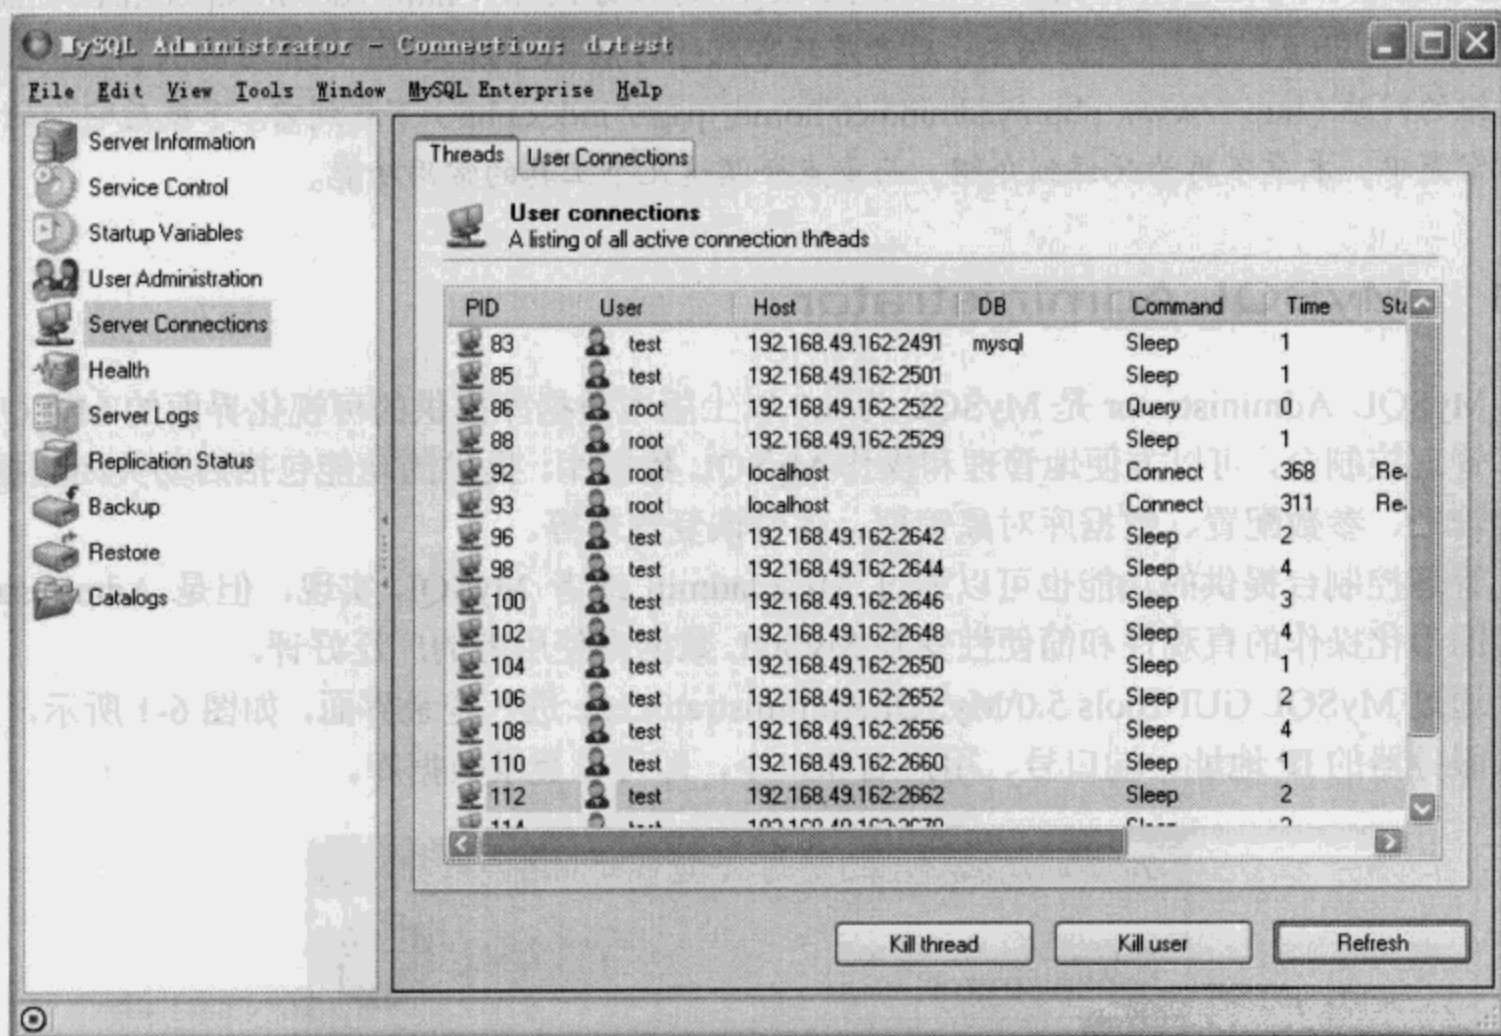 MySQL Administrator - Connection: dwtest
File Edit View Tools Window MySQL Enterprise Help
Server Information
Service Control
Startup Variables
User Administration
Server Connections
Health
Server Logs
Replication Status
Backup
Restore
Catalogs
Threads User Connections
User connections
A listing of all active connection threads
PID User Host DB Command Time Sta
83 test 192.168.49.162:2491 mysql Sleep 1
85 test 192.168.49.162:2501 Sleep 1
86 root 192.168.49.162:2522 Query 0
88 root 192.168.49.162:2529 Sleep 1
92 root localhost Connect 368 Re
93 root localhost Connect 311 Re
96 test 192.168.49.162:2642 Sleep 2
98 test 192.168.49.162:2644 Sleep 4
100 test 192.168.49.162:2646 Sleep 3
102 test 192.168.49.162:2648 Sleep 4
104 test 192.168.49.162:2650 Sleep 1
106 test 192.168.49.162:2652 Sleep 2
108 test 192.168.49.162:2656 Sleep 4
110 test 192.168.49.162:2660 Sleep 1
112 test 192.168.49.162:2662 Sleep 2
Kill thread Kill user Refresh